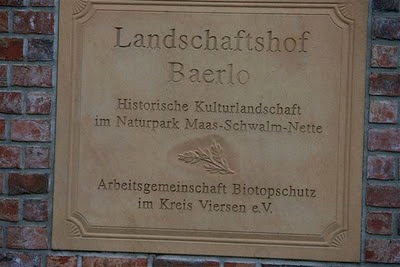 Landschaftshof
Baerlo
Historische Kulturlandschaft
im Naturpark Maas-Schwalm-Nette
Arbeitsgemeinschaft Biotopschutz
im Kreis Viersen e.V.